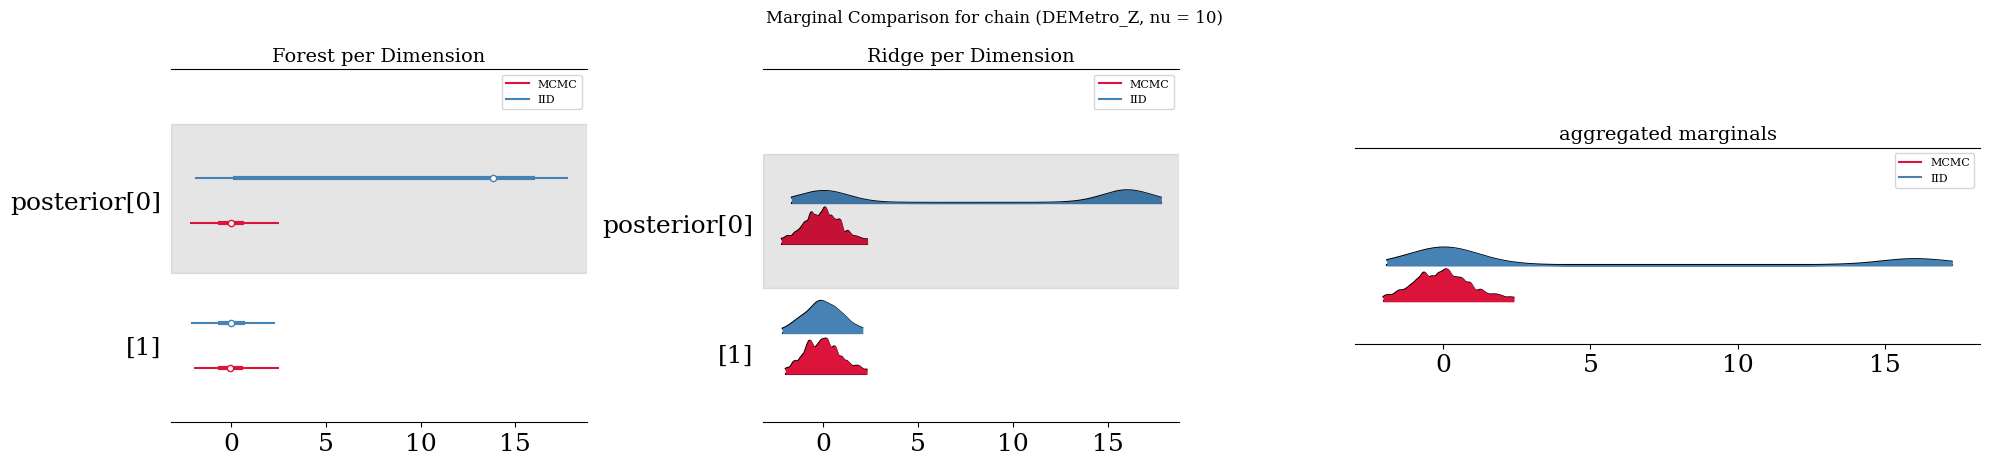 Marginal Comparison for chain (DEMetro_Z, nu = 10)
Forest per Dimension
MCMC
IID
posterior[0]
[1]
0 5 10 15
Ridge per Dimension
MCMC
IID
posterior[0]
[1]
0 5 10 15
aggregated marginals
MCMC
IID
0 5 10 15